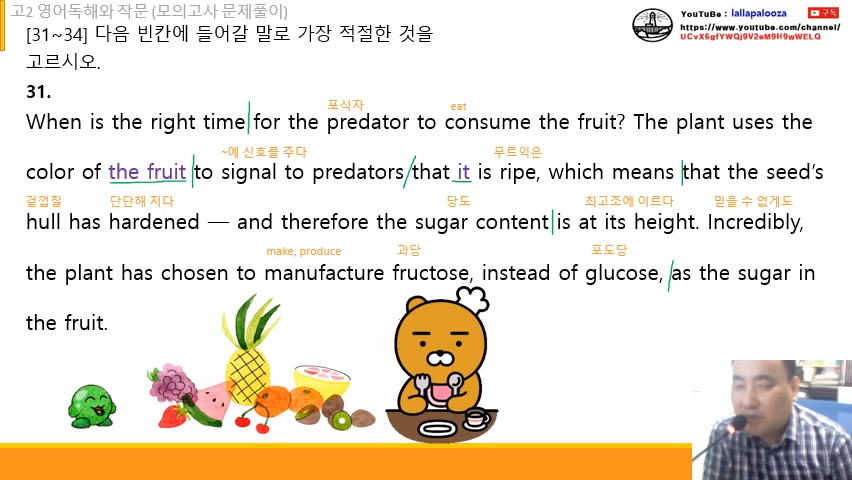 고2 영어독해와 작문 (모의고사 문제풀이)
YouTuBe : lallapalooza 구독
https://www.youtube.com/channel/
UCvX6gfYWQj9V2eM9H9wWELQ
[31~34] 다음 빈칸에 들어갈 말로 가장 적절한 것을
고르시오.
31.
포식자 eat
When is the right time for the predator to consume the fruit? The plant uses the
~에 신호를 주다 무르익은
color of the fruit to signal to predators that it is ripe, which means that the seed's
겉껍질 단단해 지다 당도 최고조에 이르다 믿을 수 없게도
hull has hardened — and therefore the sugar content is at its height. Incredibly,
make, produce 과당 포도당
the plant has chosen to manufacture fructose, instead of glucose, as the sugar in
the fruit.